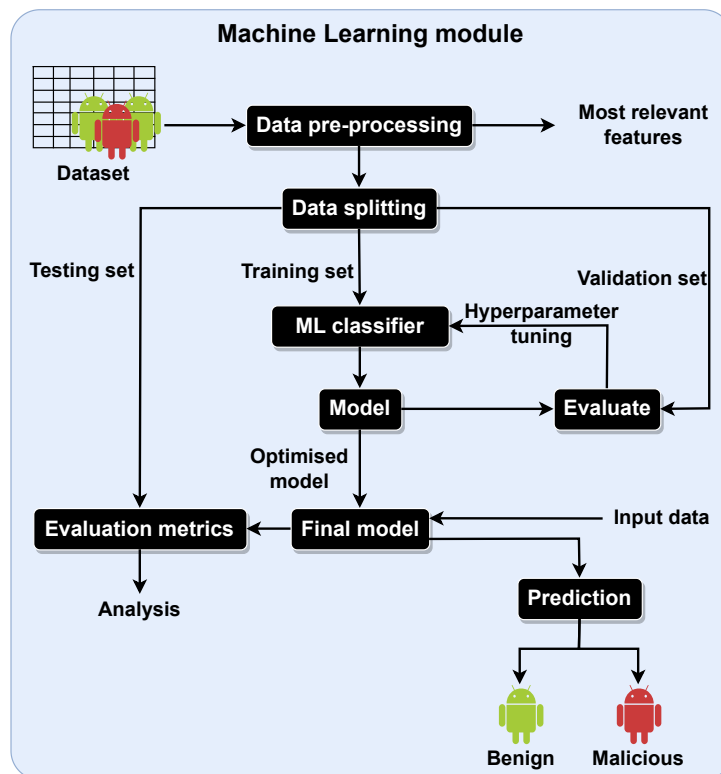 Machine Learning module
Data pre-processing
Most relevant
features
Dataset
Data splitting
Testing set
Training set
Validation set
ML classifier
Hyperparameter
tuning
Model
Evaluate
Optimised
model
Evaluation metrics
Final model
Input data
Analysis
Prediction
Benign
Malicious